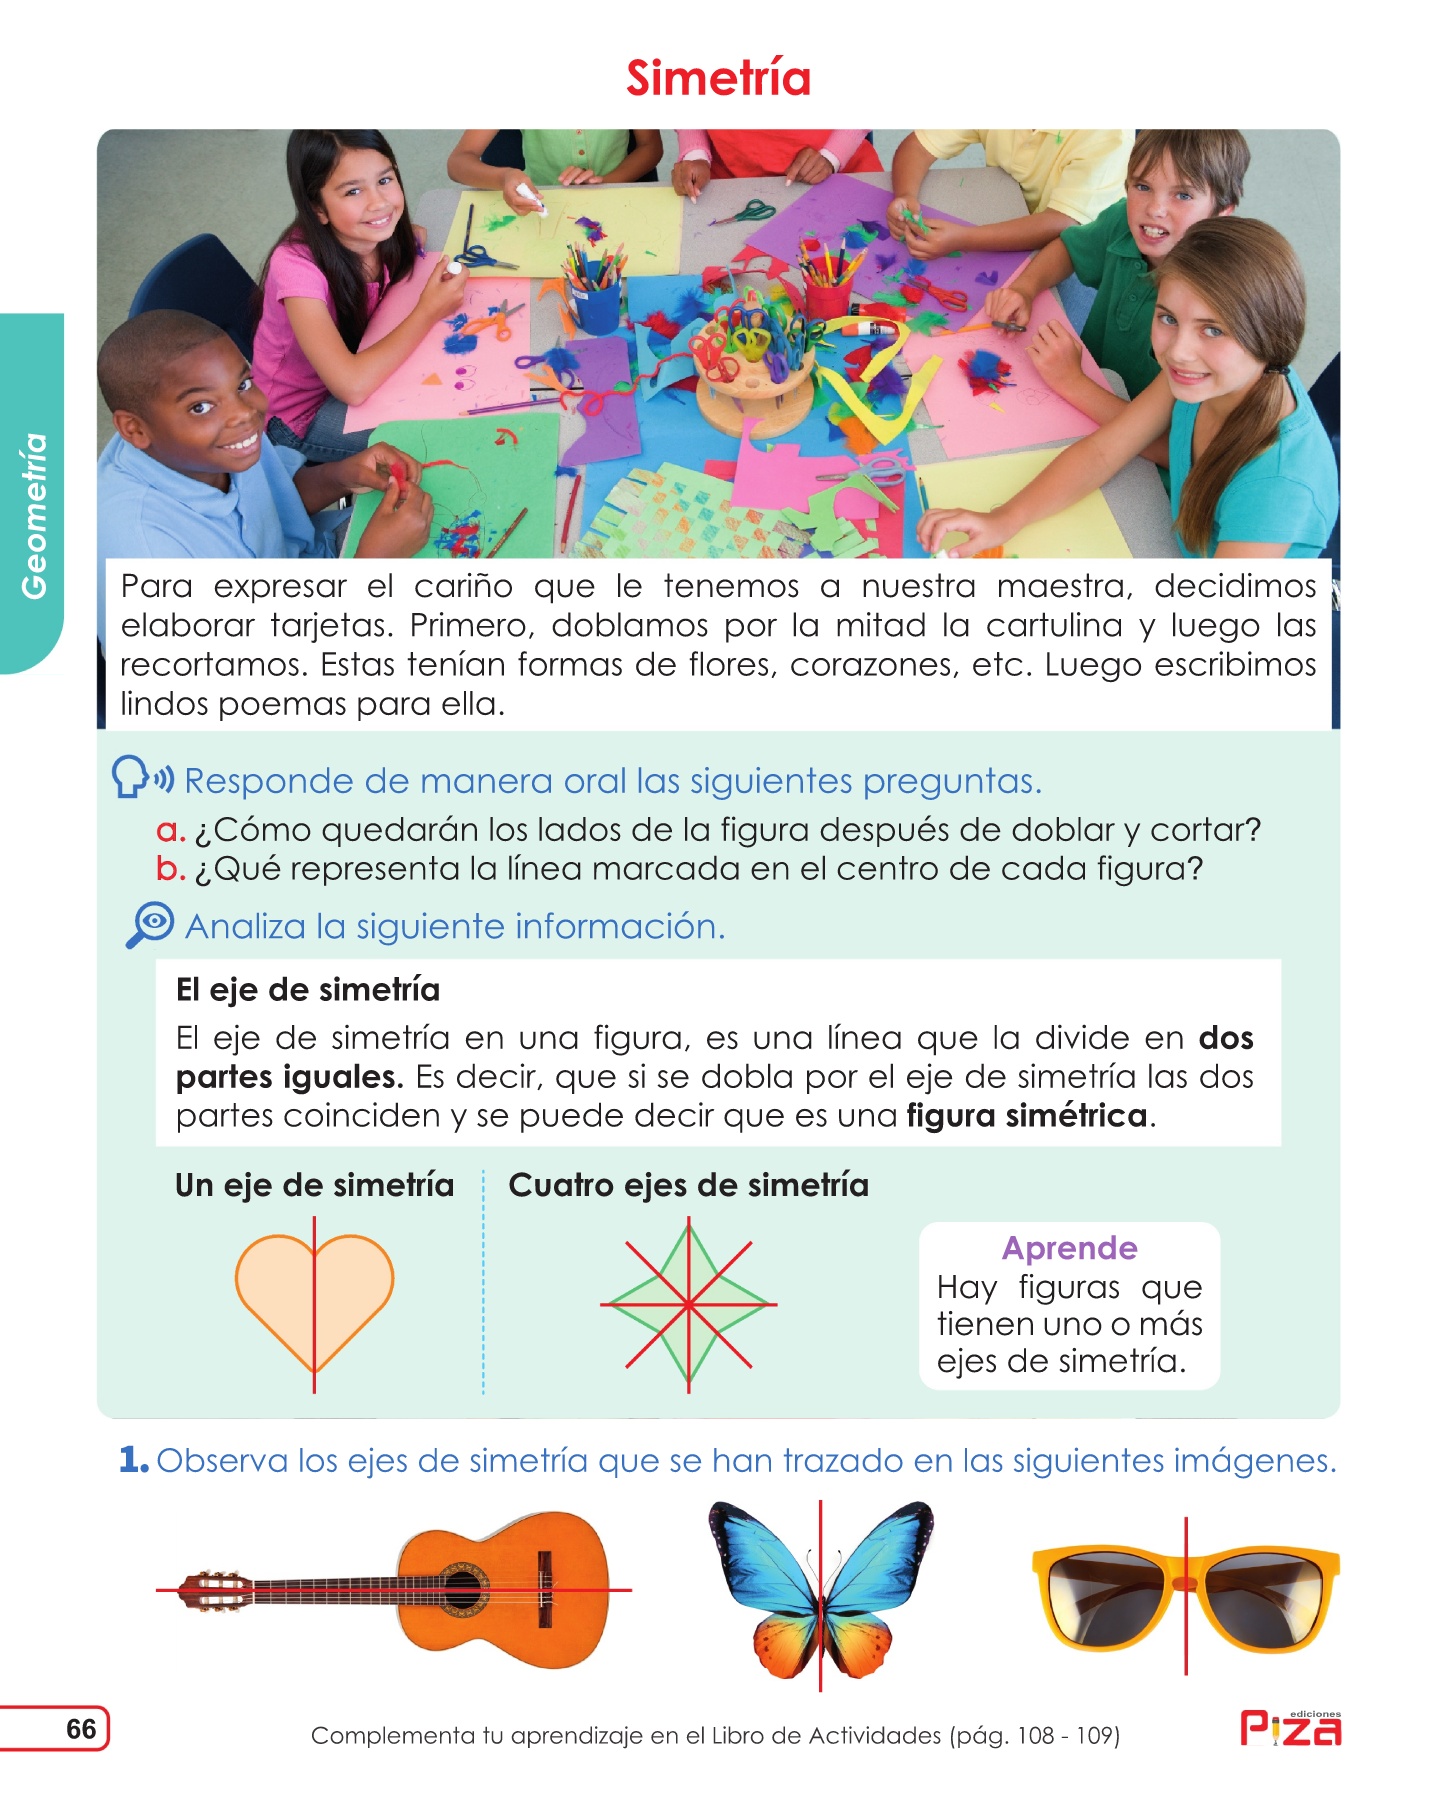 Simetría
Geometría
Para expresar el cariño que le tenemos a nuestra maestra, decidimos
elaborar tarjetas. Primero, doblamos por la mitad la cartulina y luego las
recortamos. Estas tenían formas de flores, corazones, etc. Luego escribimos
lindos poemas para ella.
Responde de manera oral las siguientes preguntas.
a. ¿Cómo quedarán los lados de la figura después de doblar y cortar?
b. ¿Qué representa la línea marcada en el centro de cada figura?
Analiza la siguiente información.
El eje de simetría
El eje de simetría en una figura, es una línea que la divide en dos
partes iguales. Es decir, que si se dobla por el eje de simetría las dos
partes coinciden y se puede decir que es una figura simétrica.
Un eje de simetría
Cuatro ejes de simetría
Aprende
Hay figuras que
tienen uno o más
ejes de simetría.
1. Observa los ejes de simetría que se han trazado en las siguientes imágenes.
66
Complementa tu aprendizaje en el Libro de Actividades (pág. 108 - 109)
ediciones
Piza